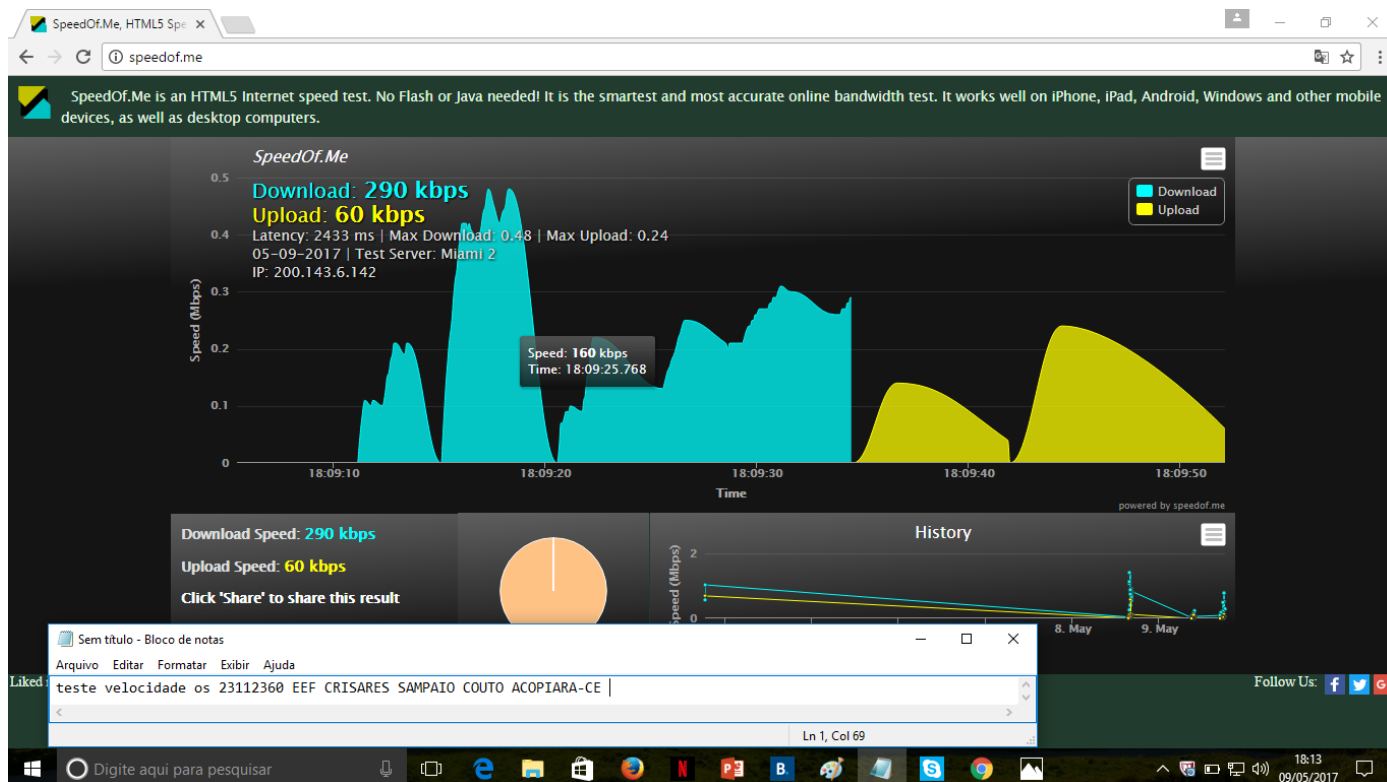 SpeedOf.Me, HTML5 Spe
speedof.me
SpeedOf.Me is an HTML5 Internet speed test. No Flash or Java needed! It is the smartest and most accurate online bandwidth test. It works well on iPhone, iPad, Android, Windows and other mobile
devices, as well as desktop computers.
SpeedOf.Me
Download: 290 kbps
Upload: 60 kbps
Latency: 2433 ms | Max Download: 0.48 | Max Upload: 0.24
05-09-2017 | Test Server: Miami 2
IP: 200.143.6.142
Download
Upload
Speed (Mbps)
0.5
0.4
0.3
0.2
0.1
0
Speed: 160 kbps
Time: 18:09:25.768
18:09:10 18:09:20 18:09:30 18:09:40 18:09:50
Time
powered by speedof.me
Download Speed: 290 kbps
Upload Speed: 60 kbps
Click 'Share' to share this result
History
Speed (Mbps)
2
0
8. May 9. May
Sem título - Bloco de notas
Arquivo Editar Formatar Exibir Ajuda
teste velocidade os 23112360 EEF CRISARES SAMPAIO COUTO ACOPIARA-CE
Ln 1, Col 69
Liked
Follow Us:
Digite aqui para pesquisar
18:13
09/05/2017